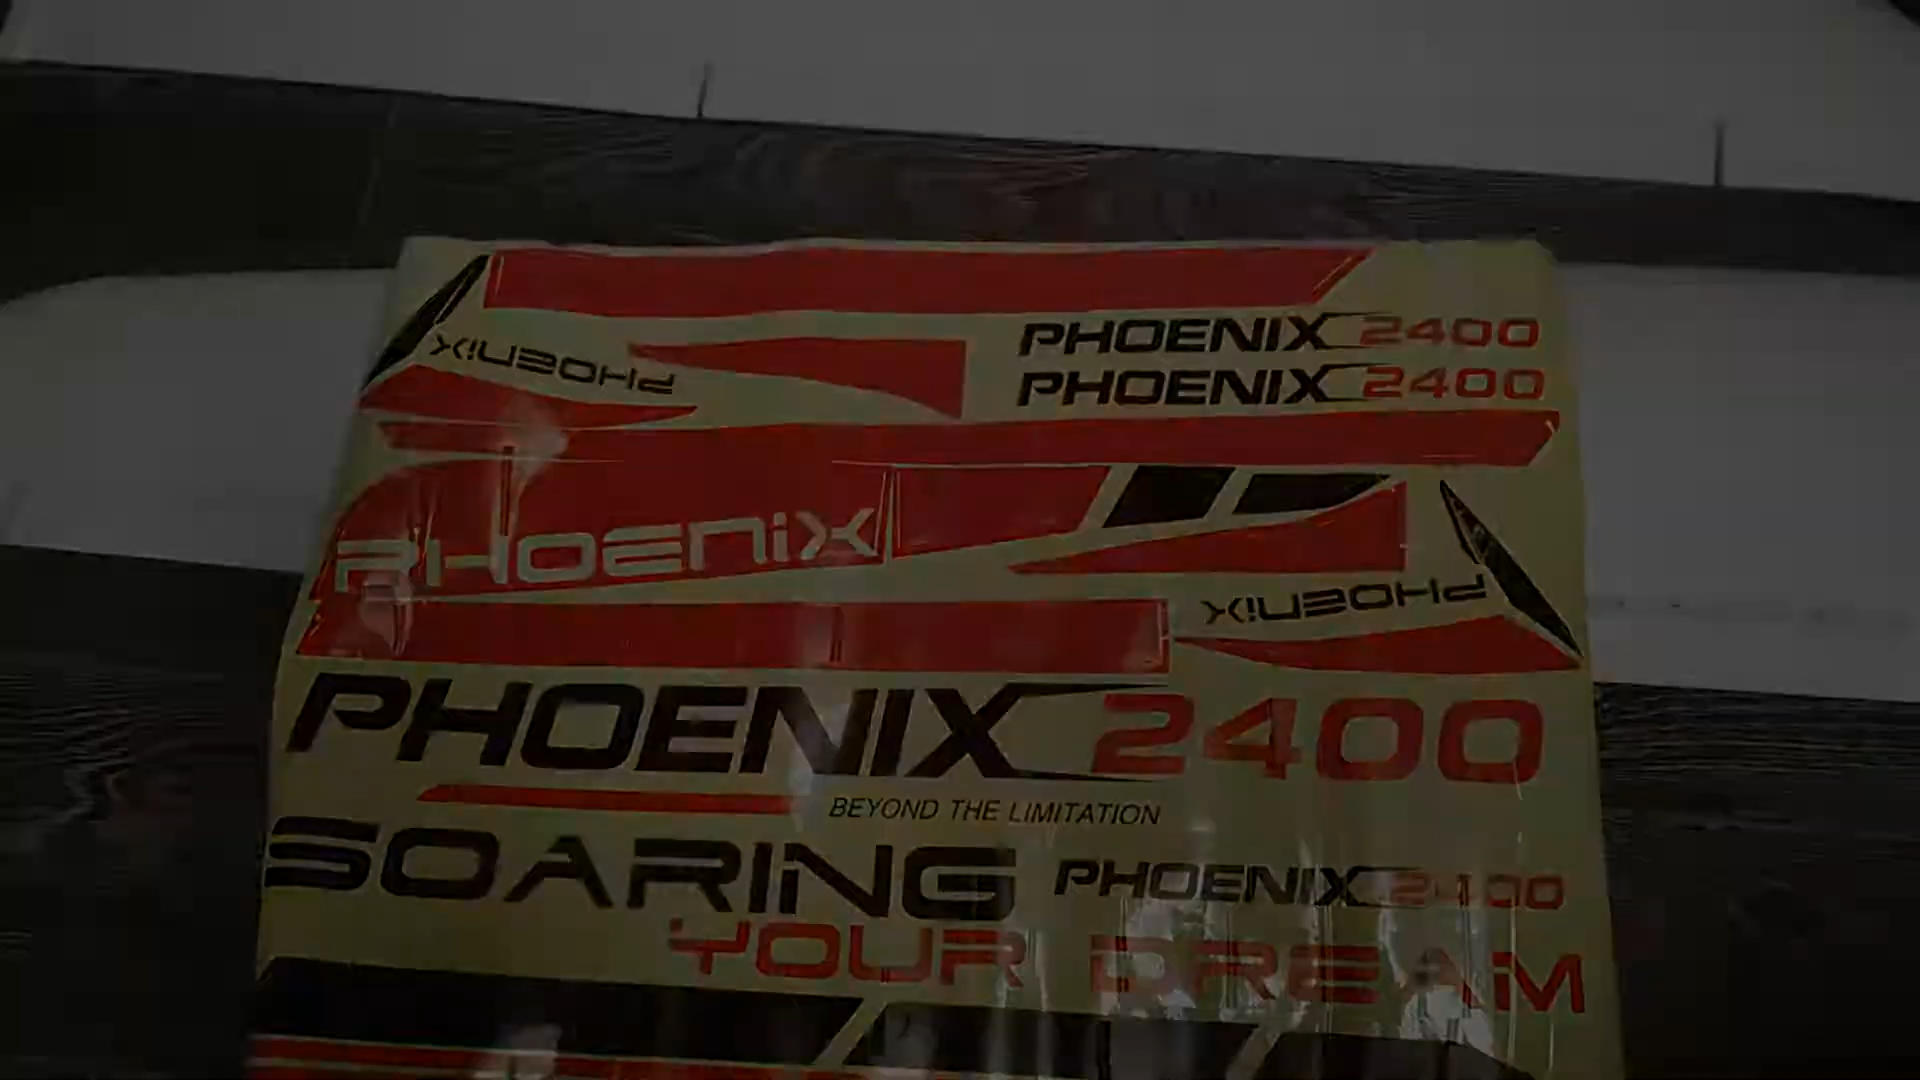 PHOENIX 2400
PHOENiX
PHOENIX 2400
PHOENiX
PHOENiX
PHOENIX 2400
BEYOND THE LIMITATION
SOARING
PHOENIX 2400
YOUR DREAM